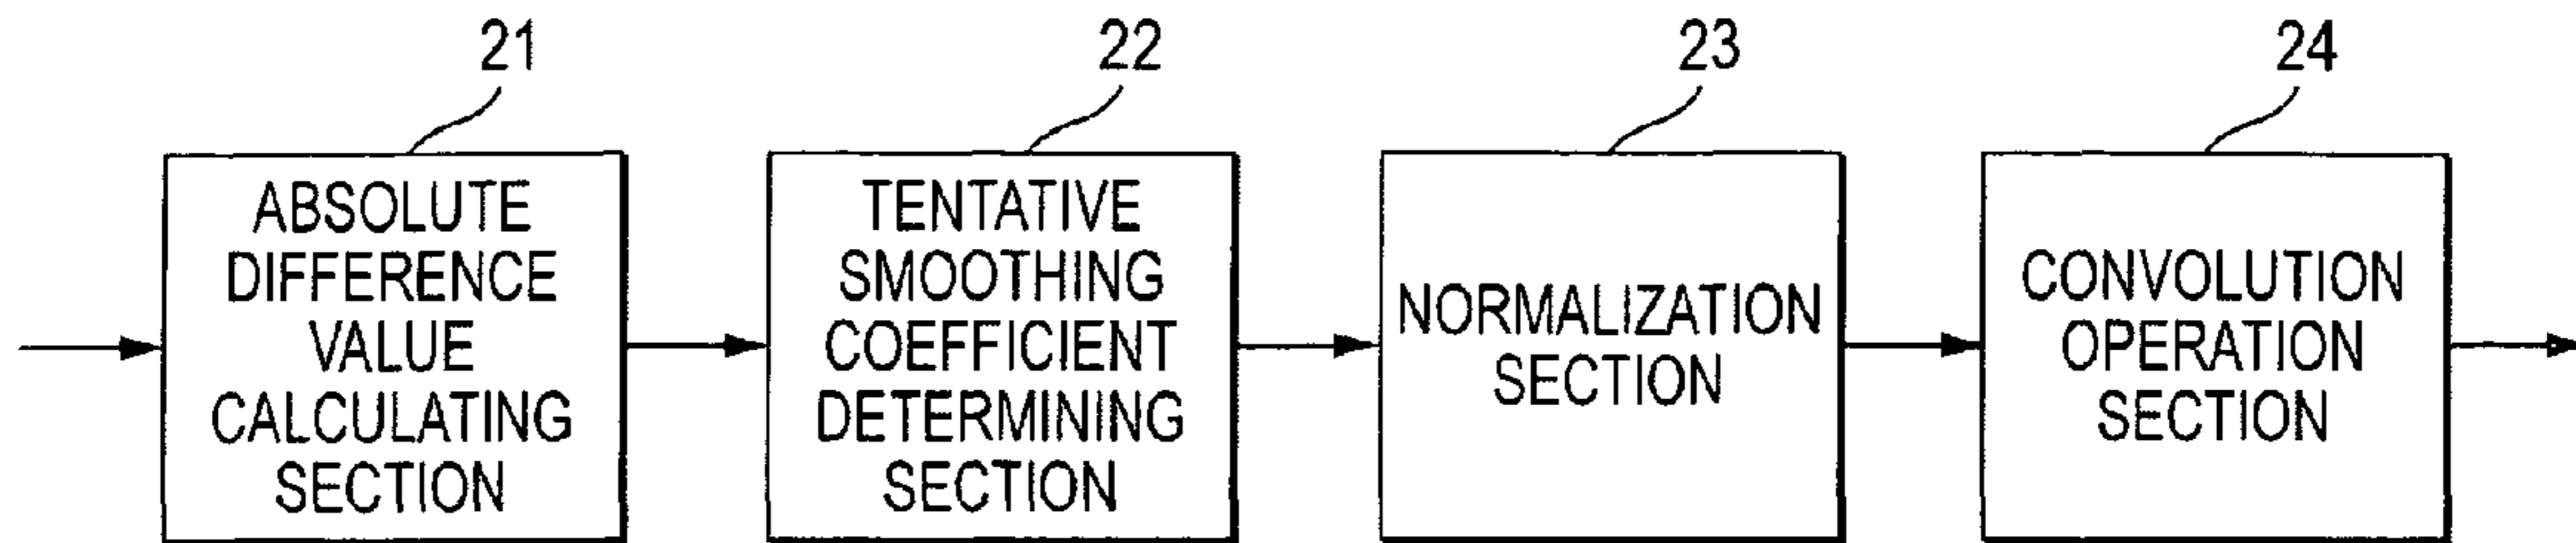 21
22
23
24
ABSOLUTE
DIFFERENCE
VALUE
CALCULATING
SECTION
TENTATIVE
SMOOTHING
COEFFICIENT
DETERMINING
SECTION
NORMALIZATION
SECTION
CONVOLUTION
OPERATION
SECTION